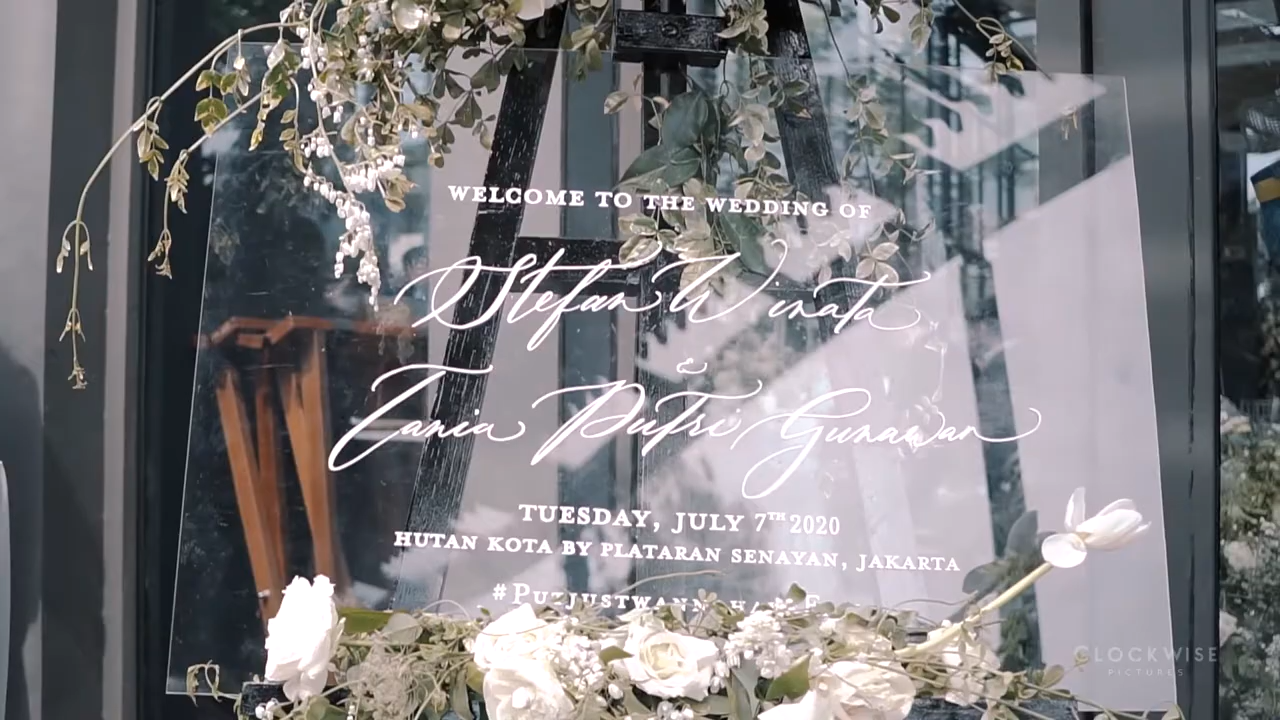 WELCOME TO THE WEDDING OF
Stefan Winata
&
Tania Putri Gunawan
TUESDAY, JULY 7TH 2020
HUTAN KOTA BY PLATARAN SENAYAN, JAKARTA
CLOCKWISE
PICTURES